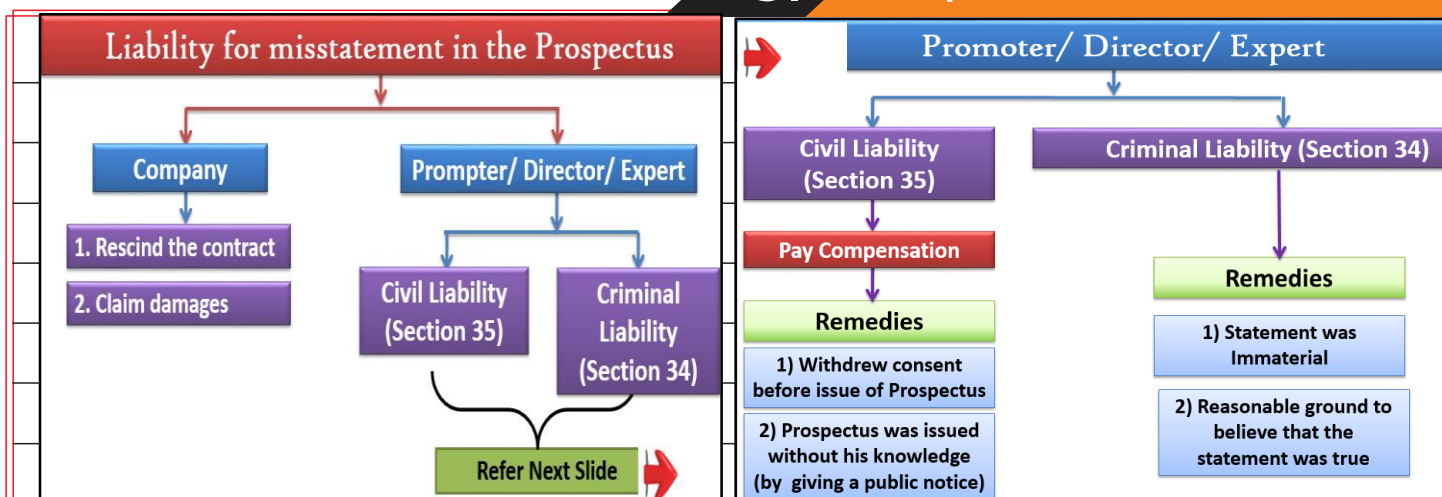 Liability for misstatement in the Prospectus
Company
Prompter/ Director/ Expert
1. Rescind the contract
2. Claim damages
Civil Liability
(Section 35)
Criminal
Liability
(Section 34)
Refer Next Slide
Promoter/ Director/ Expert
Civil Liability
(Section 35)
Criminal Liability (Section 34)
Pay Compensation
Remedies
1) Withdrew consent
before issue of Prospectus
2) Prospectus was issued
without his knowledge
(by giving a public notice)
Remedies
1) Statement was
Immaterial
2) Reasonable ground to
believe that the
statement was true